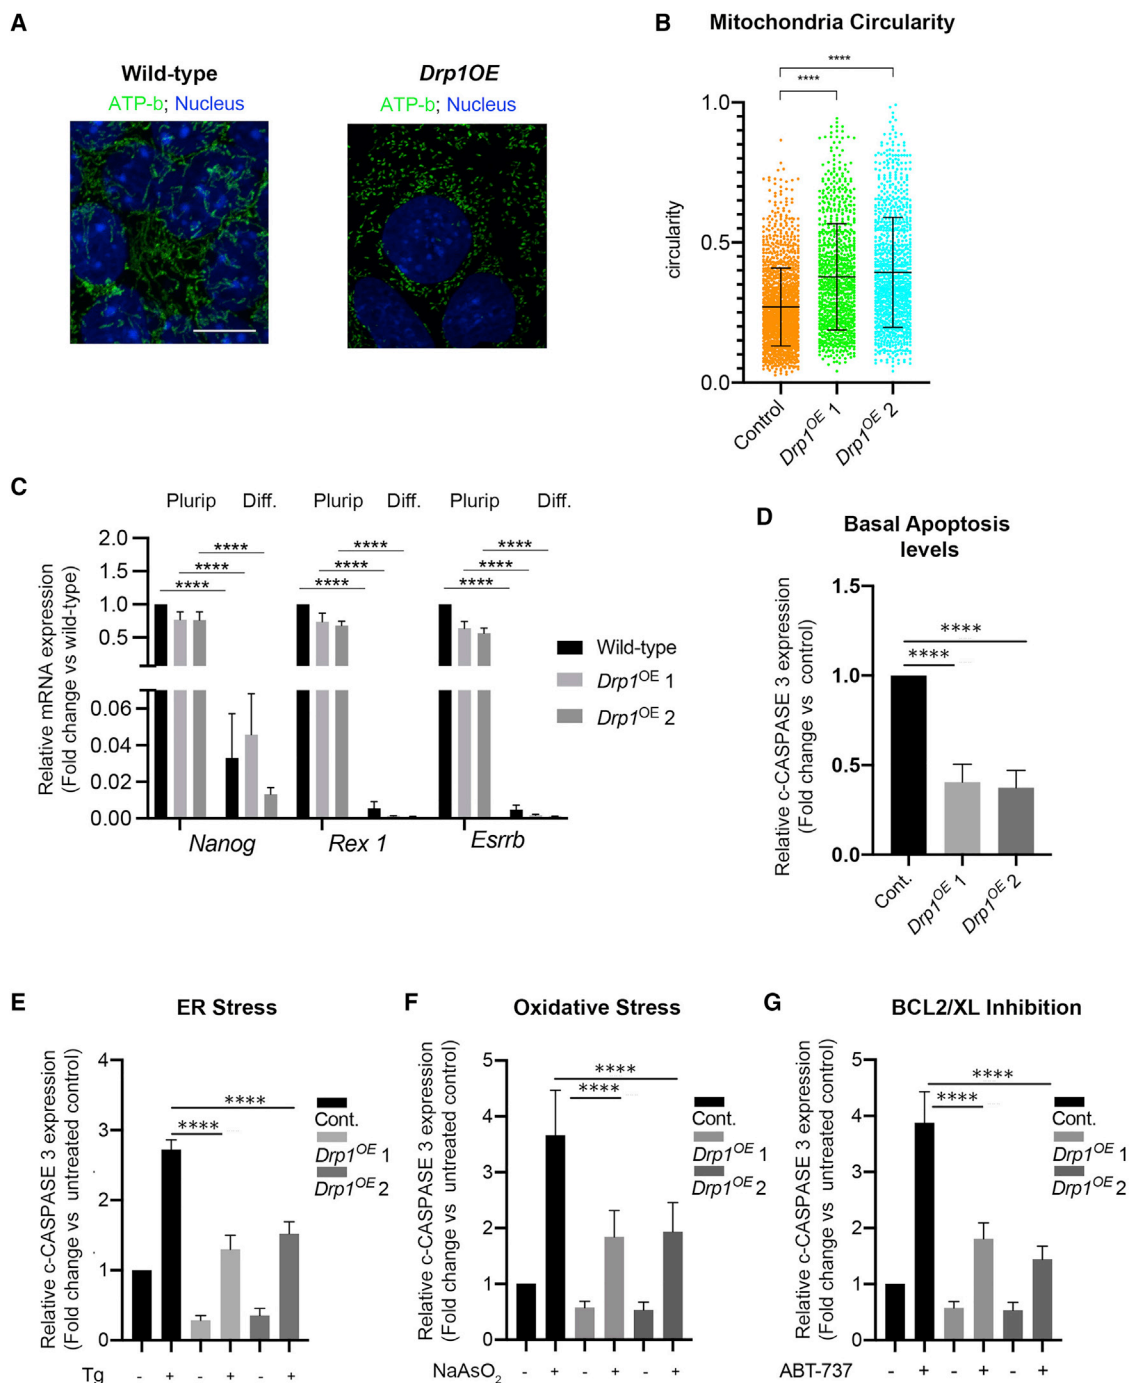 A
Wild-type
ATP-b; Nucleus
Drp1OE
ATP-b; Nucleus
B
Mitochondria Circularity
****
****
1.0
0.5
0.0
circularity
Control
Drp1OE 1
Drp1OE 2
C
Plurip Diff. Plurip Diff. Plurip Diff.
Relative mRNA expression
(Fold change vs wild-type)
2.0
1.5
1.0
0.5
0.06
0.04
0.02
0.00
**** **** ****
**** **** ****
**** **** ****
Nanog Rex 1 Esrrb
Wild-type
Drp1OE 1
Drp1OE 2
D
Basal Apoptosis
levels
Relative c-CASPASE 3 expression
(Fold change vs control)
1.5
1.0
0.5
0.0
****
****
Cont.
Drp1OE 1
Drp1OE 2
E
ER Stress
Relative c-CASPASE 3 expression
(Fold change vs untreated control)
4
3
2
1
0
****
****
Cont.
Drp1OE 1
Drp1OE 2
Tg - + - + - +
F
Oxidative Stress
Relative c-CASPASE 3 expression
(Fold change vs untreated control)
5
4
3
2
1
0
****
****
Cont.
Drp1OE 1
Drp1OE 2
NaAsO2 - + - + - +
G
BCL2/XL Inhibition
Relative c-CASPASE 3 expression
(Fold change vs untreated control)
5
4
3
2
1
0
****
****
Cont.
Drp1OE 1
Drp1OE 2
ABT-737 - + - + - +